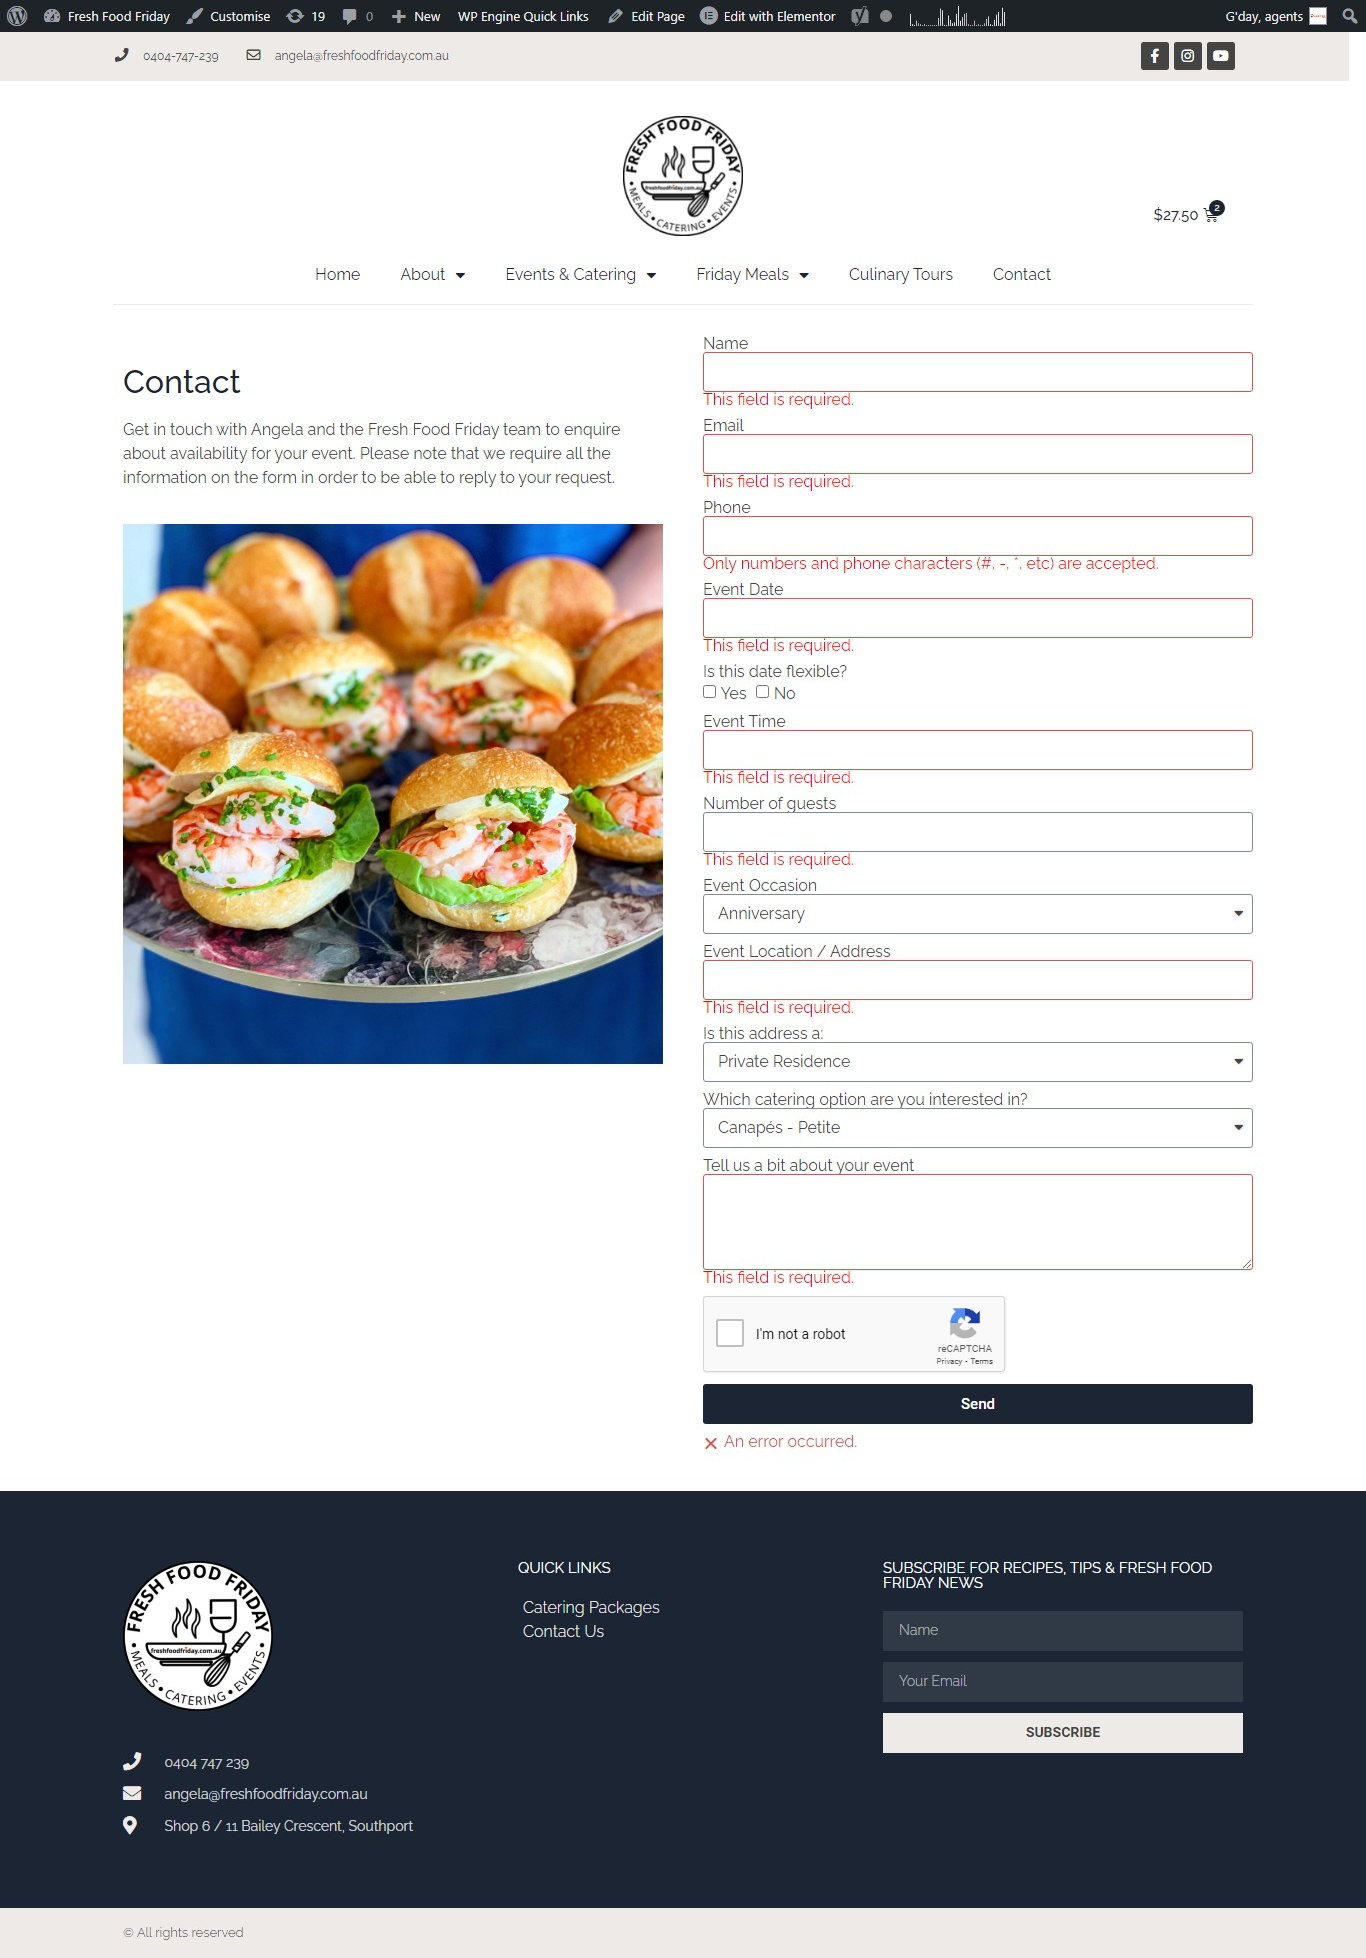 Fresh Food Friday
Customise
19
0
New
WP Engine Quick Links
Edit Page
Edit with Elementor
G'day, agents
0404-747-239
angela@freshfoodfriday.com.au
FRESH FOOD FRIDAY
freshfoodfriday.com.au
• MEALS • CATERING • EVENTS •
$27.50
2
Home
About
Events & Catering
Friday Meals
Culinary Tours
Contact
Contact
Get in touch with Angela and the Fresh Food Friday team to enquire
about availability for your event. Please note that we require all the
information on the form in order to be able to reply to your request.
Name
This field is required.
Email
This field is required.
Phone
Only numbers and phone characters (#, -, *, etc) are accepted.
Event Date
This field is required.
Is this date flexible?
Yes
No
Event Time
This field is required.
Number of guests
This field is required.
Event Occasion
Anniversary
Event Location / Address
This field is required.
Is this address a:
Private Residence
Which catering option are you interested in?
Canapés - Petite
Tell us a bit about your event
This field is required.
I'm not a robot
reCAPTCHA
Privacy - Terms
Send
An error occurred.
FRESH FOOD FRIDAY
freshfoodfriday.com.au
• MEALS • CATERING • EVENTS •
0404 747 239
angela@freshfoodfriday.com.au
Shop 6 / 11 Bailey Crescent, Southport
QUICK LINKS
Catering Packages
Contact Us
SUBSCRIBE FOR RECIPES, TIPS & FRESH FOOD
FRIDAY NEWS
Name
Your Email
SUBSCRIBE
© All rights reserved